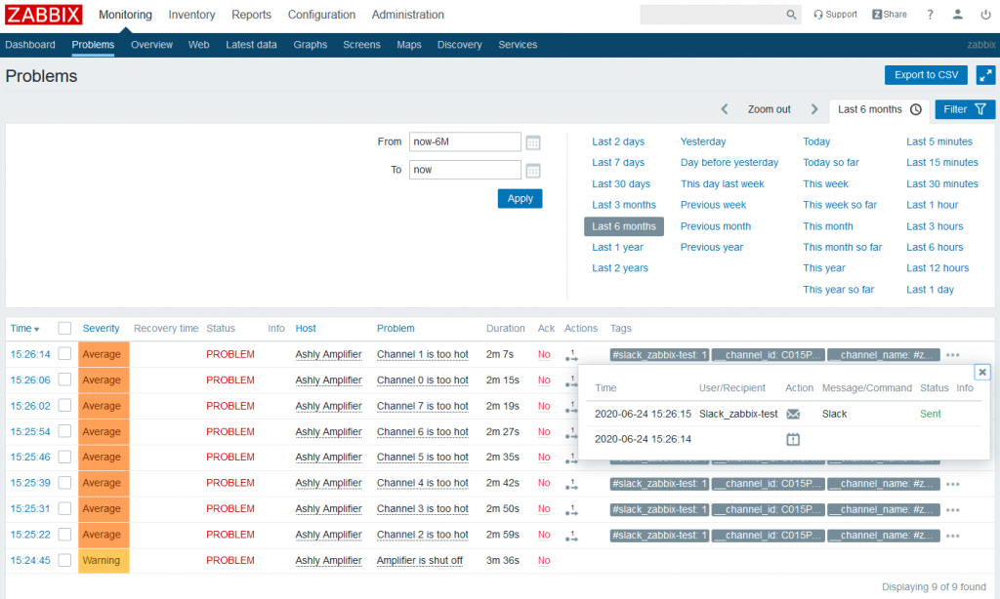 ZABBIX Monitoring Inventory Reports Configuration Administration Support Z Share ?
Dashboard Problems Overview Web Latest data Graphs Screens Maps Discovery Services zabbix
Problems Export to CSV
Zoom out Last 6 months Filter
From now-6M
To now
Apply
Last 2 days Yesterday Today Last 5 minutes
Last 7 days Day before yesterday Today so far Last 15 minutes
Last 30 days This day last week This week Last 30 minutes
Last 3 months Previous week This week so far Last 1 hour
Last 6 months Previous month This month Last 3 hours
Last 1 year Previous year This month so far Last 6 hours
Last 2 years This year Last 12 hours
This year so far Last 1 day
Time Severity Recovery time Status Info Host Problem Duration Ack Actions Tags
15:26:14 Average PROBLEM Ashly Amplifier Channel 1 is too hot 2m 7s No 1 #slack_zabbix-test: 1 __channel_id: C015P... __channel_name: #z...
15:26:06 Average PROBLEM Ashly Amplifier Channel 0 is too hot 2m 15s No 1
15:26:02 Average PROBLEM Ashly Amplifier Channel 7 is too hot 2m 19s No 1
15:25:54 Average PROBLEM Ashly Amplifier Channel 6 is too hot 2m 27s No 1
15:25:46 Average PROBLEM Ashly Amplifier Channel 5 is too hot 2m 35s No 1
15:25:39 Average PROBLEM Ashly Amplifier Channel 4 is too hot 2m 42s No 1 #slack_zabbix-test: 1 __channel_id: C015P... __channel_name: #z...
15:25:31 Average PROBLEM Ashly Amplifier Channel 3 is too hot 2m 50s No 1 #slack_zabbix-test: 1 __channel_id: C015P... __channel_name: #z...
15:25:22 Average PROBLEM Ashly Amplifier Channel 2 is too hot 2m 59s No 1 #slack_zabbix-test: 1 __channel_id: C015P... __channel_name: #z...
15:24:45 Warning PROBLEM Ashly Amplifier Amplifier is shut off 3m 36s No
Time User/Recipient Action Message/Command Status Info
2020-06-24 15:26:15 Slack_zabbix-test Slack Sent
2020-06-24 15:26:14
Displaying 9 of 9 found